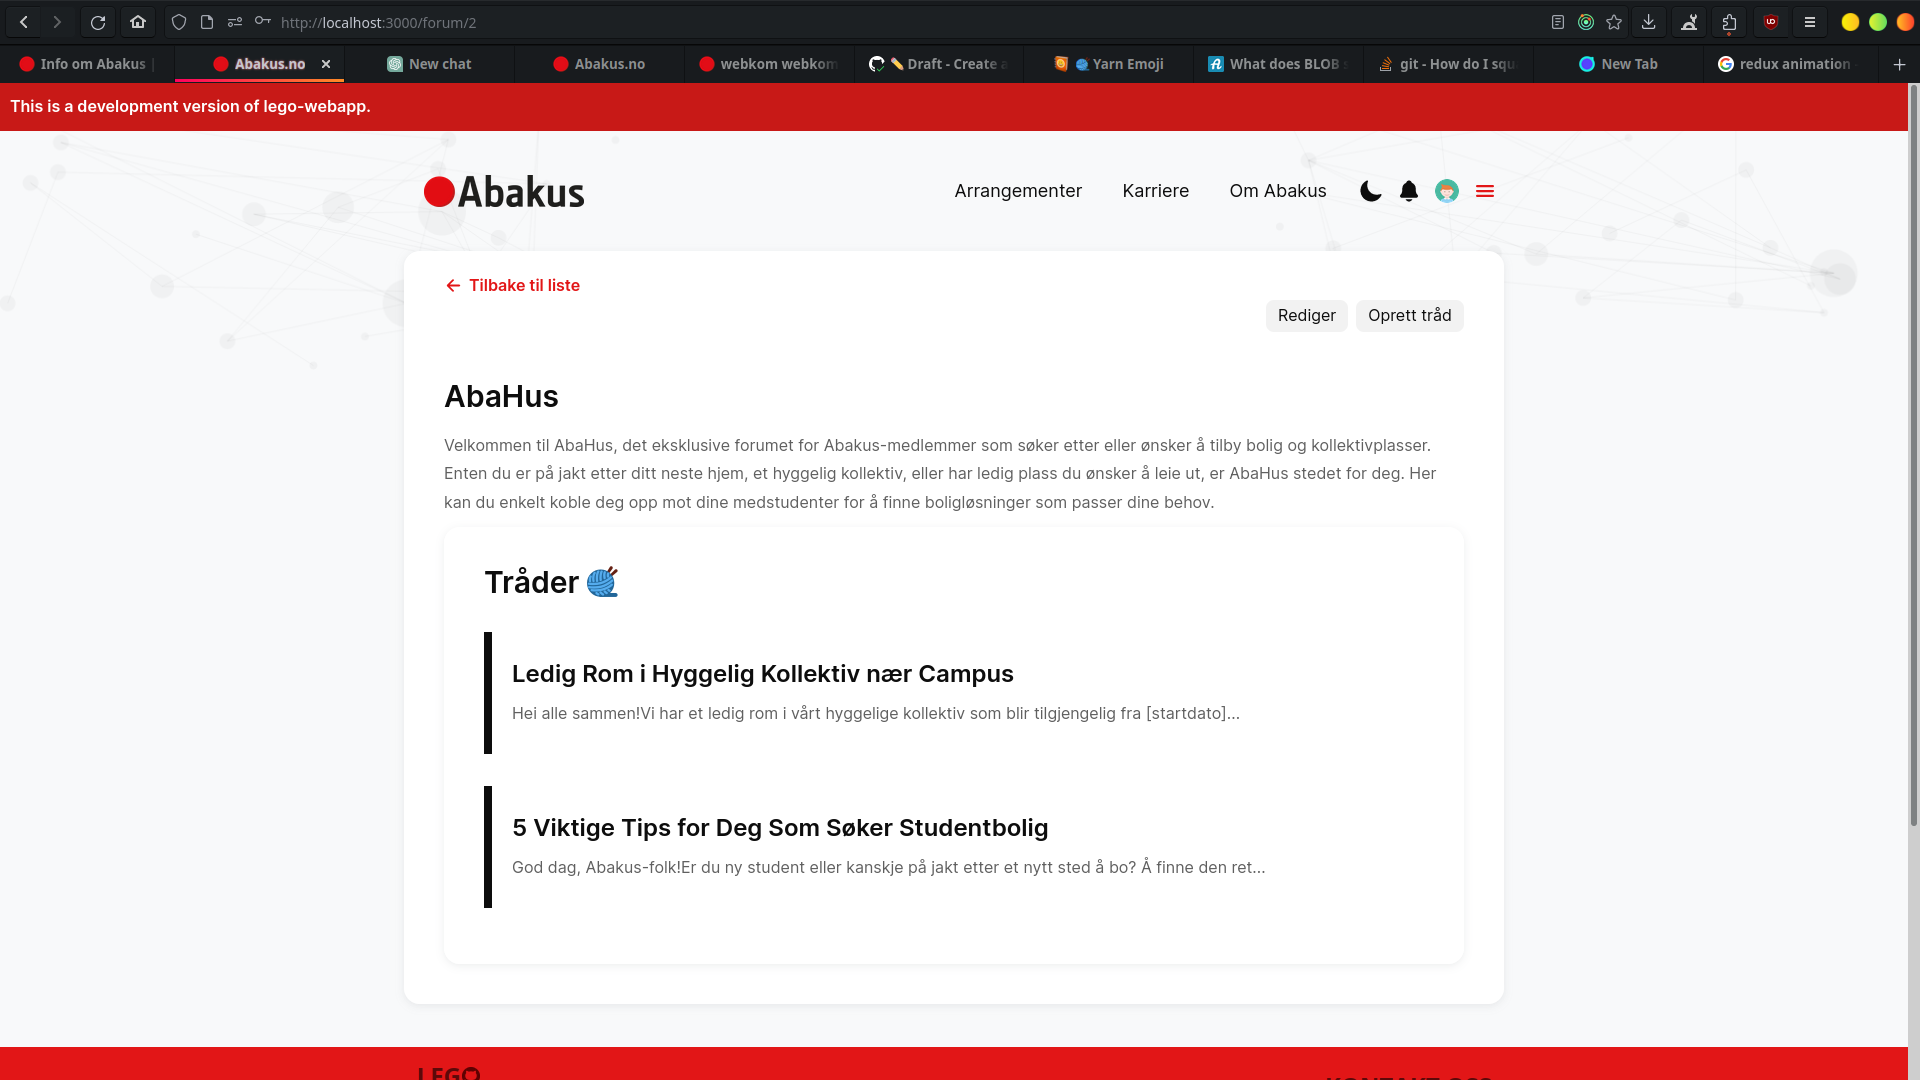 http://localhost:3000/forum/2
Info om Abakus |
Abakus.no
New chat
Abakus.no
webkom webkom
Draft - Create a
Yarn Emoji
What does BLOB s
git - How do I squ
New Tab
redux animation -
This is a development version of lego-webapp.
Abakus
Arrangementer
Karriere
Om Abakus
Tilbake til liste
Rediger
Oprett tråd
AbaHus
Velkommen til AbaHus, det eksklusive forumet for Abakus-medlemmer som søker etter eller ønsker å tilby bolig og kollektivplasser.
Enten du er på jakt etter ditt neste hjem, et hyggelig kollektiv, eller har ledig plass du ønsker å leie ut, er AbaHus stedet for deg. Her
kan du enkelt koble deg opp mot dine medstudenter for å finne boligløsninger som passer dine behov.
Tråder
Ledig Rom i Hyggelig Kollektiv nær Campus
Hei alle sammen!Vi har et ledig rom i vårt hyggelige kollektiv som blir tilgjengelig fra [startdato]...
5 Viktige Tips for Deg Som Søker Studentbolig
God dag, Abakus-folk!Er du ny student eller kanskje på jakt etter et nytt sted å bo? Å finne den ret...
LEGO